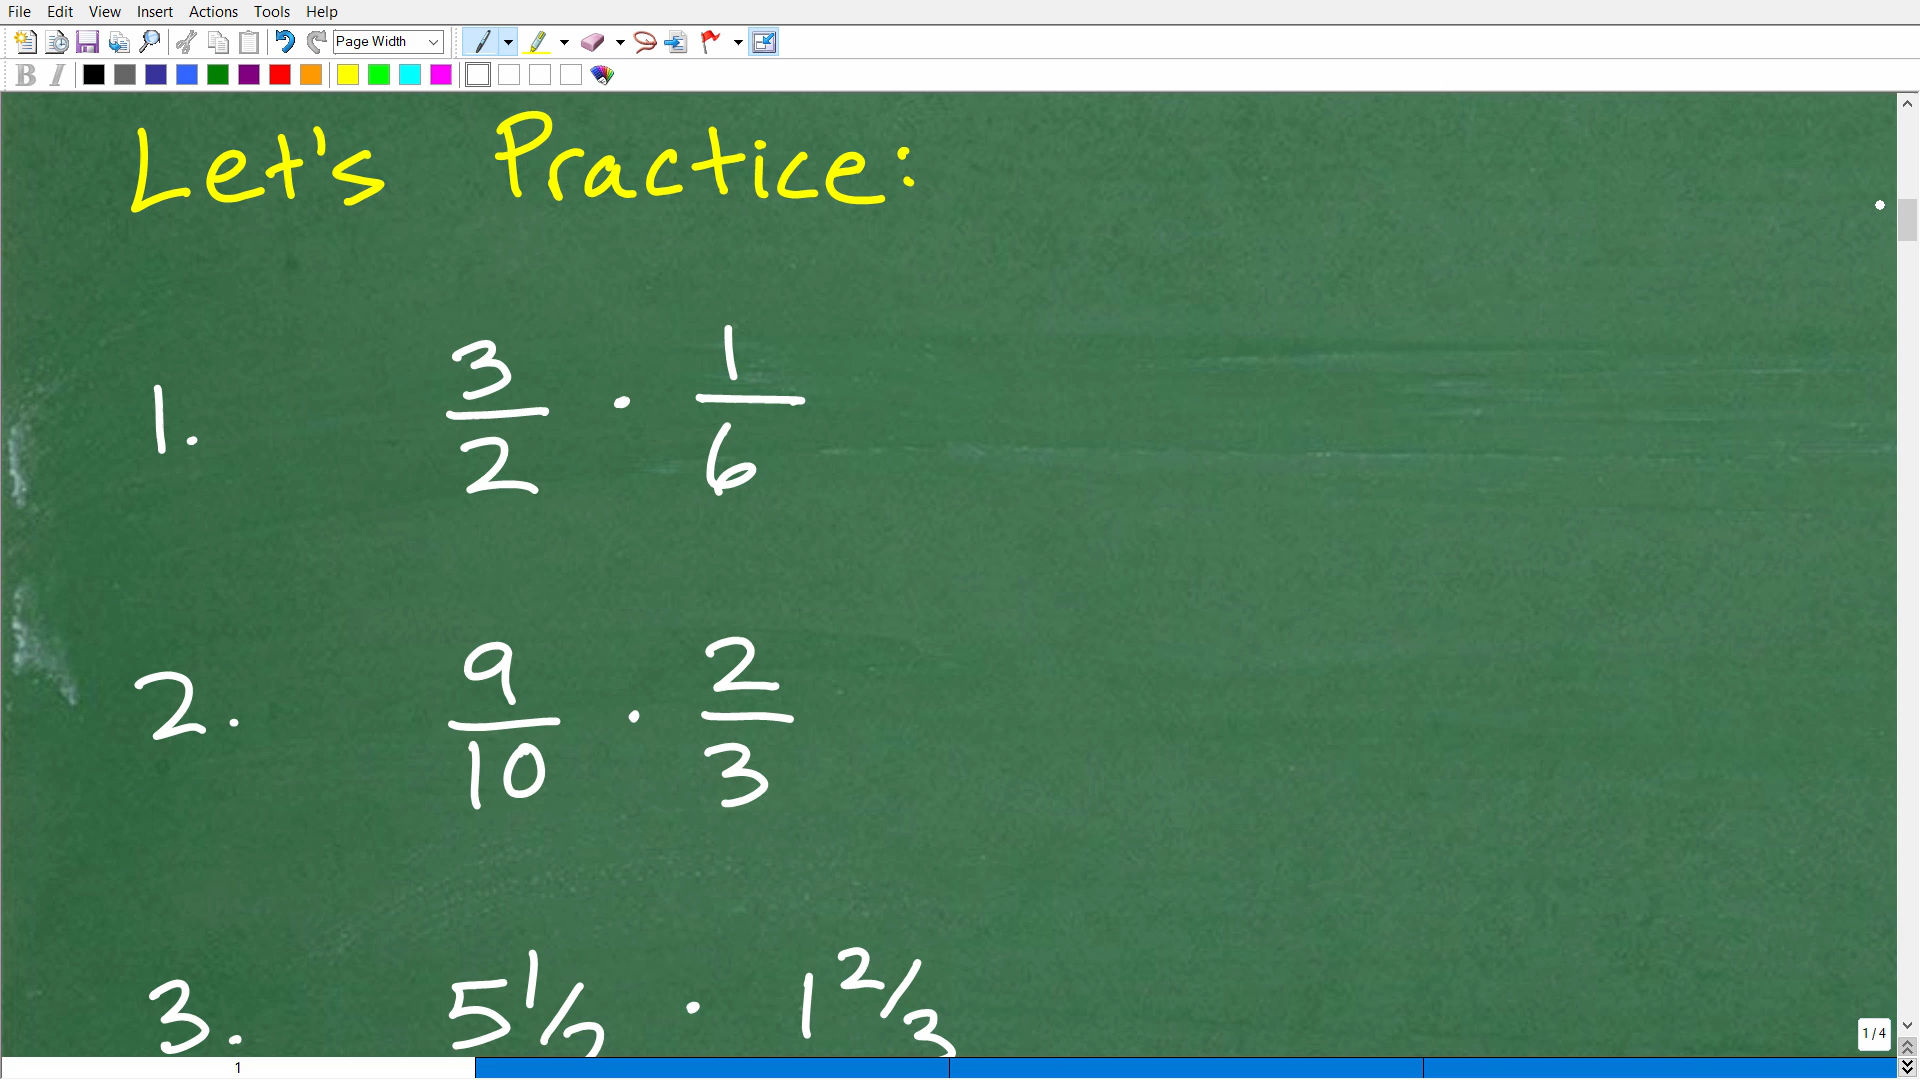 File Edit View Insert Actions Tools Help
Page Width
B I
Let's Practice:
1. 3/2 · 1/6
2. 9/10 · 2/3
3. 5 1/2 · 1 2/3
1 / 4
1